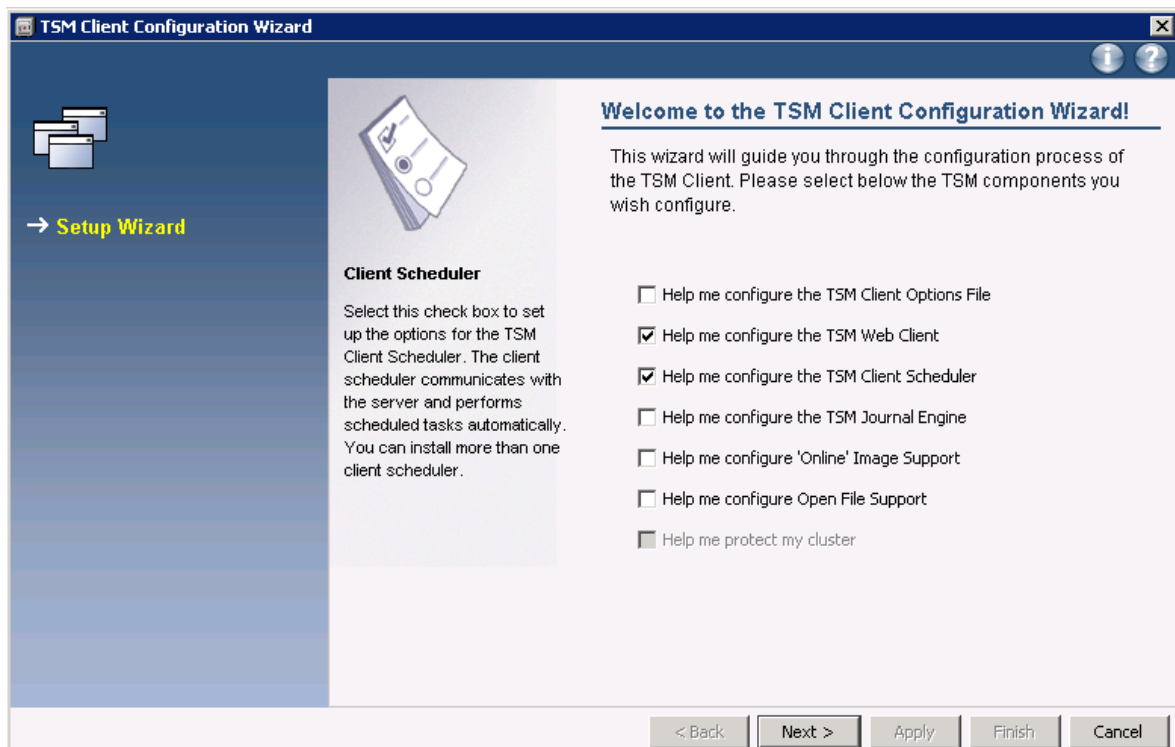 TSM Client Configuration Wizard
i ?
Setup Wizard
Client Scheduler
Select this check box to set
up the options for the TSM
Client Scheduler. The client
scheduler communicates with
the server and performs
scheduled tasks automatically.
You can install more than one
client scheduler.
Welcome to the TSM Client Configuration Wizard!
This wizard will guide you through the configuration process of
the TSM Client. Please select below the TSM components you
wish configure.
Help me configure the TSM Client Options File
Help me configure the TSM Web Client
Help me configure the TSM Client Scheduler
Help me configure the TSM Journal Engine
Help me configure 'Online' Image Support
Help me configure Open File Support
Help me protect my cluster
< Back Next > Apply Finish Cancel